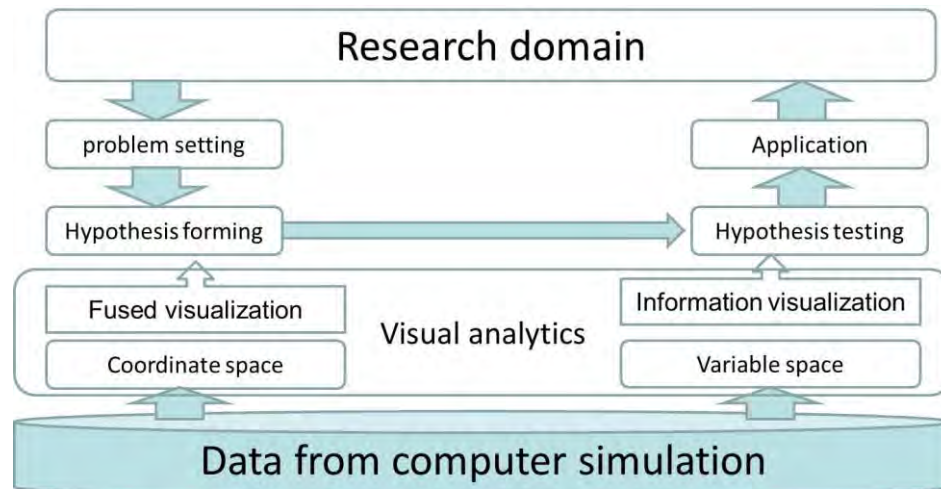 Research domain
problem setting
Application
Hypothesis forming
Hypothesis testing
Fused visualization
Information visualization
Visual analytics
Coordinate space
Variable space
Data from computer simulation